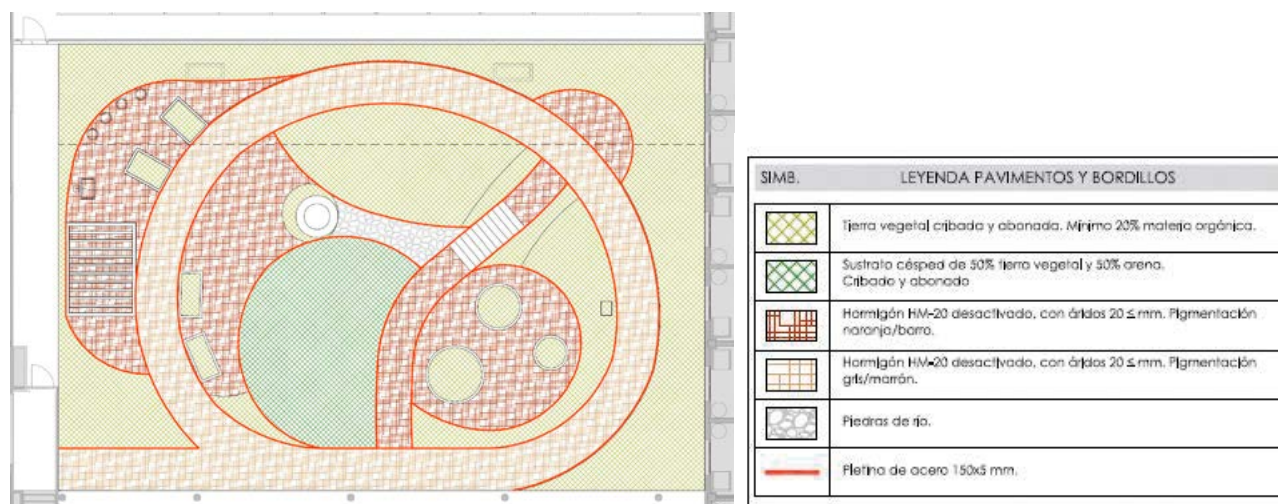 SIMB. LEYENDA PAVIMENTOS Y BORDILLOS
Tierra vegetal cribada y abonada. Mínimo 20% materia orgánica.
Sustrato césped de 50% tierra vegetal y 50% arena.
Cribado y abonado
Hormigón HM-20 desactivado, con áridos 20 ≤ mm. Pigmentación
naranja/barro.
Hormigón HM-20 desactivado, con áridos 20 ≤ mm. Pigmentación
gris/marrón.
Piedras de río.
Pletina de acero 150x5 mm.